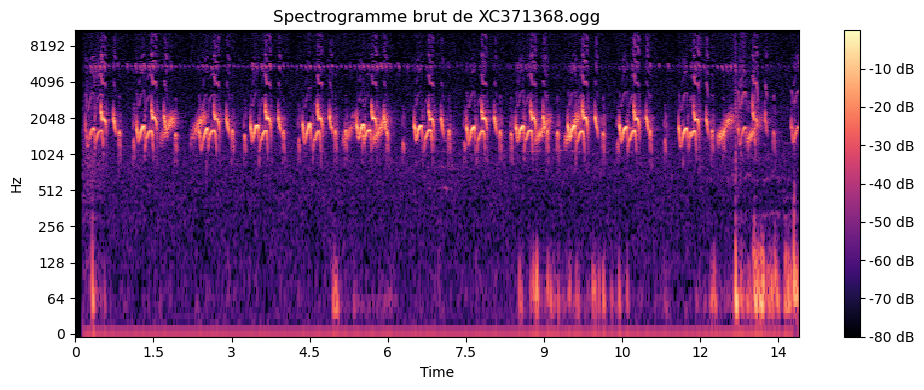 Spectrogramme brut de XC371368.ogg
Hz
8192
4096
2048
1024
512
256
128
64
0
0 1.5 3 4.5 6 7.5 9 10 12 14
Time
-10 dB
-20 dB
-30 dB
-40 dB
-50 dB
-60 dB
-70 dB
-80 dB